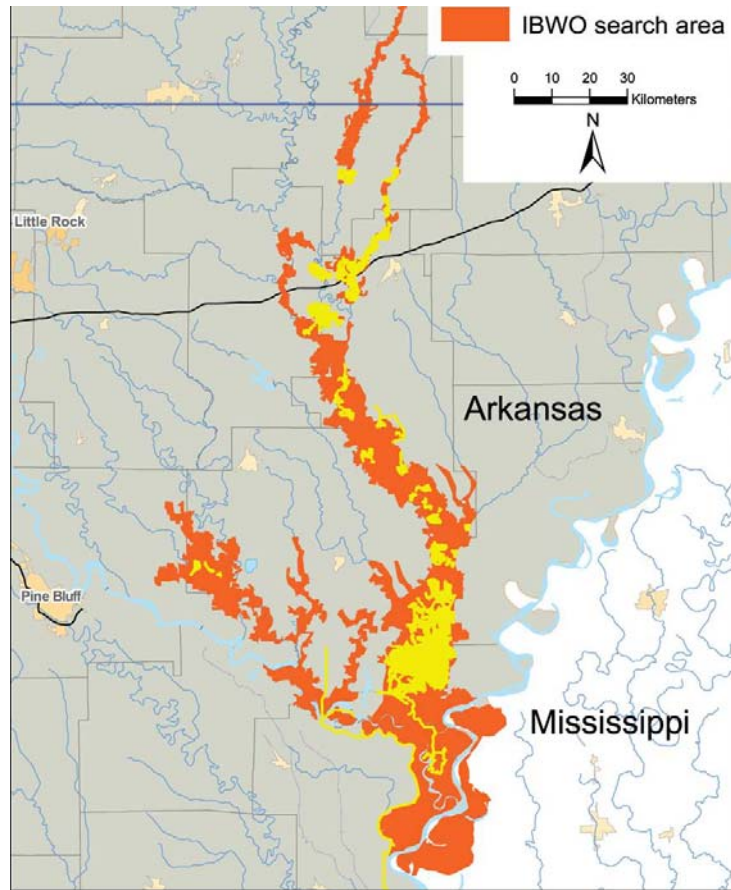 IBWO search area
0 10 20 30
Kilometers
N
Little Rock
Arkansas
Pine Bluff
Mississippi